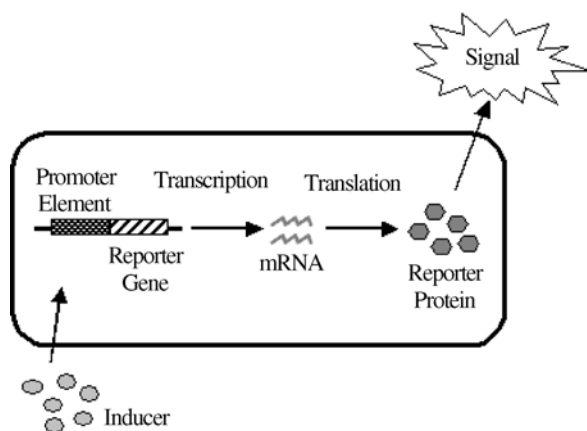 Signal
Promoter
Element
Transcription
Translation
Reporter
Gene
mRNA
Reporter
Protein
Inducer